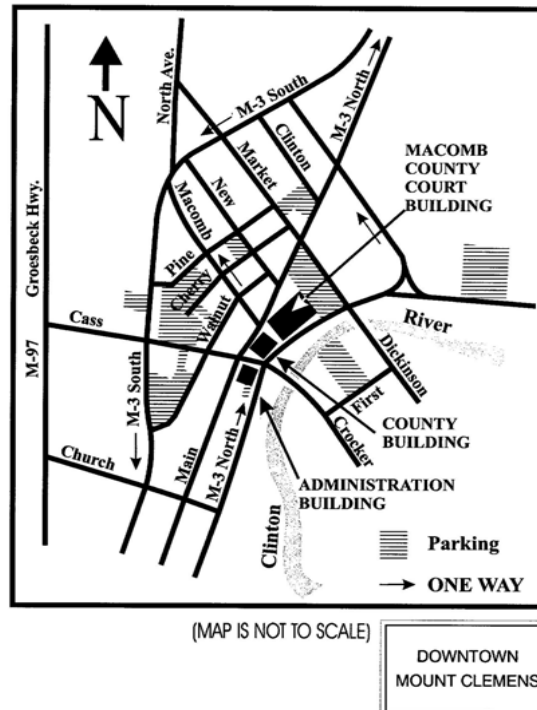 North Ave.
N
M-3 South
M-3 North
Groesbeck Hwy.
M-97
Market
Clinton
New
Macomb
Pine
Cherry
Walnut
MACOMB
COUNTY
COURT
BUILDING
Cass
River
Dickinson
First
Crocker
M-3 South
Church
Main
M-3 North
Clinton
COUNTY
BUILDING
ADMINISTRATION
BUILDING
Parking
ONE WAY
(MAP IS NOT TO SCALE)
DOWNTOWN
MOUNT CLEMENS